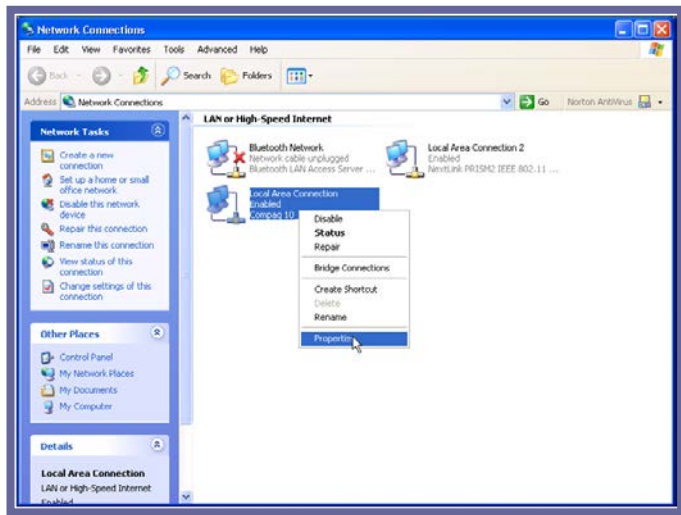 Network Connections
File Edit View Favorites Tools Advanced Help
Back Search Folders
Address Network Connections Go Norton AntiVirus
Network Tasks
Create a new
connection
Set up a home or small
office network
Disable this network
device
Repair this connection
Rename this connection
View status of this
connection
Change settings of this
connection
Other Places
Control Panel
My Network Places
My Documents
My Computer
Details
Local Area Connection
LAN or High-Speed Internet
Enabled
LAN or High-Speed Internet
Bluetooth Network
Network cable unplugged
Bluetooth LAN Access Server ...
Local Area Connection 2
Enabled
NextLink PRISM2 IEEE 802.11 ...
Local Area Connection
Enabled
Compaq 10
Disable
Status
Repair
Bridge Connections
Create Shortcut
Delete
Rename
Properties